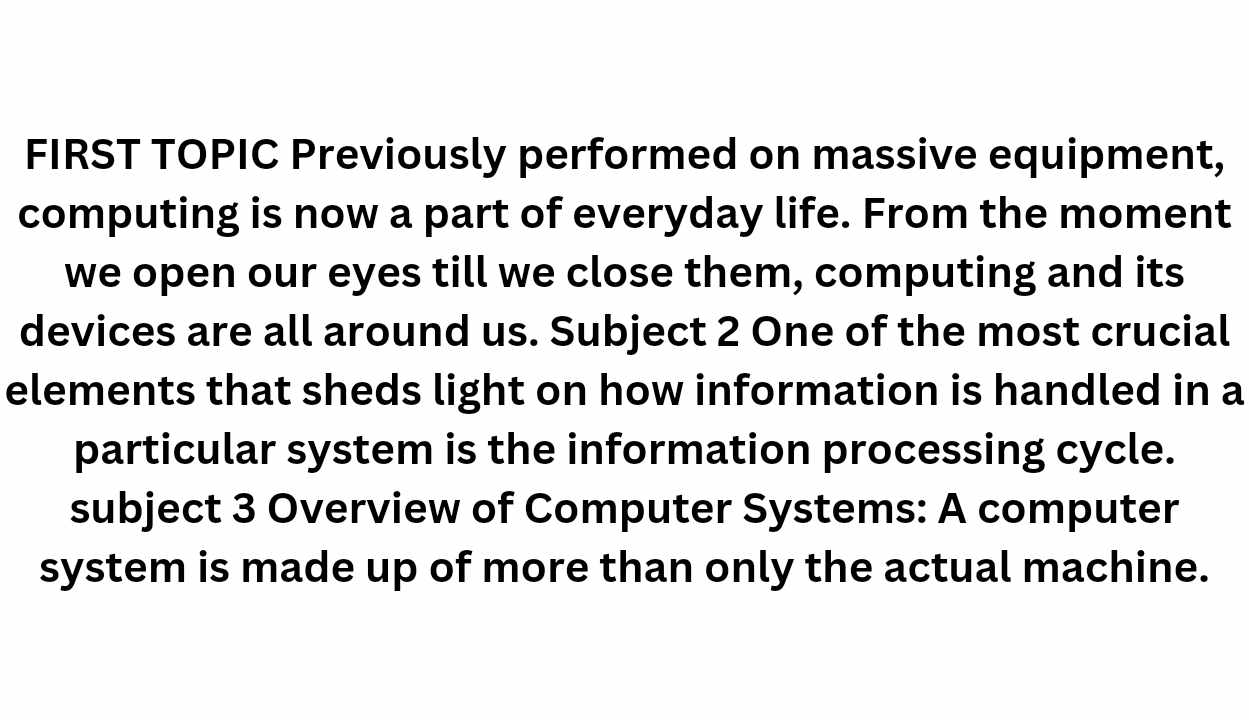 FIRST TOPIC Previously performed on massive equipment,
computing is now a part of everyday life. From the moment
we open our eyes till we close them, computing and its
devices are all around us. Subject 2 One of the most crucial
elements that sheds light on how information is handled in a
particular system is the information processing cycle.
subject 3 Overview of Computer Systems: A computer
system is made up of more than only the actual machine.